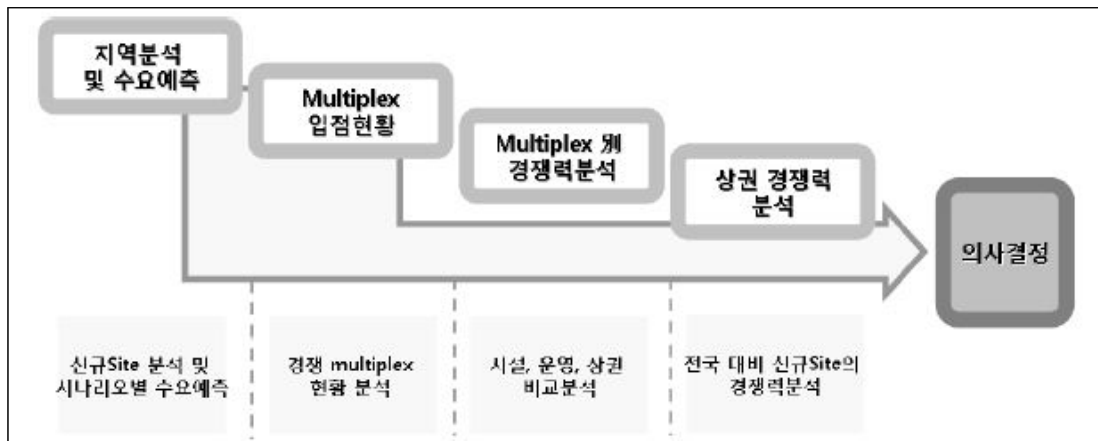 지역분석
및 수요예측
Multiplex
입점현황
Multiplex 別
경쟁력분석
상권 경쟁력
분석
의사결정
신규Site 분석 및
시나리오별 수요예측
경쟁 multiplex
현황 분석
시설, 운영, 상권
비교분석
전국 대비 신규Site의
경쟁력분석